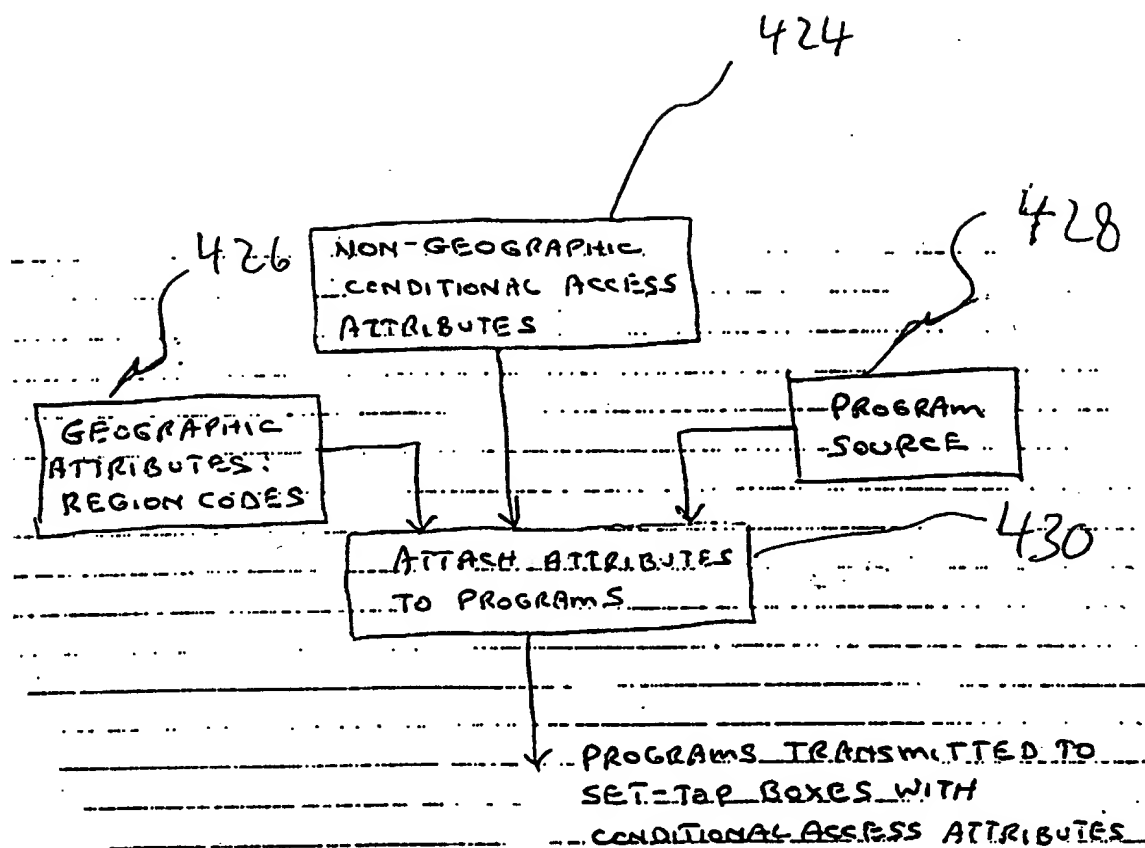 424
426
NON-GEOGRAPHIC
CONDITIONAL ACCESS
ATTRIBUTES
428
GEOGRAPHIC
ATTRIBUTES:
REGION CODES
PROGRAM
SOURCE
ATTACH ATTRIBUTES
TO PROGRAMS
430
PROGRAMS TRANSMITTED TO
SET-TOP BOXES WITH
CONDITIONAL ACCESS ATTRIBUTES